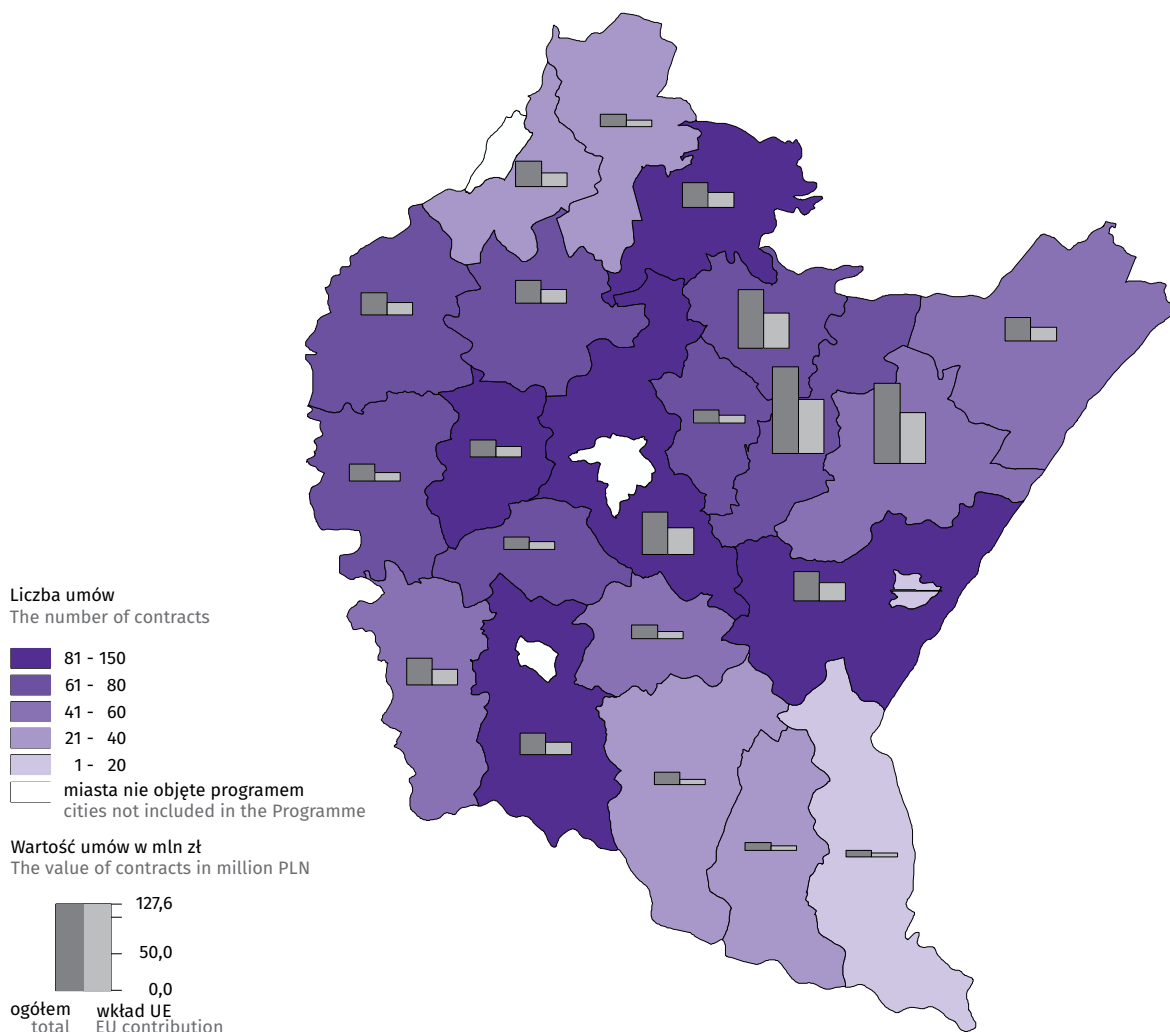 Liczba umów
The number of contracts
81 - 150
61 - 80
41 - 60
21 - 40
1 - 20
miasta nie objęte programem
cities not included in the Programme
Wartość umów w mln zł
The value of contracts in million PLN
127,6
50,0
0,0
ogółem wkład UE
total EU contribution